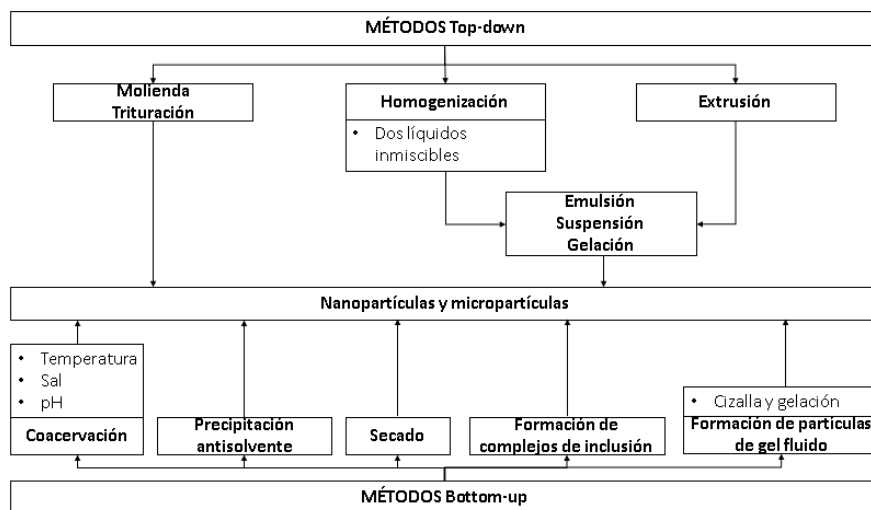 MÉTODOS Top-down
Molienda
Trituración
Homogenización
• Dos líquidos
inmiscibles
Extrusión
Emulsión
Suspensión
Gelación
Nanopartículas y micropartículas
• Temperatura
• Sal
• pH
Coacervación
Precipitación
antisolvente
Secado
Formación de
complejos de inclusión
• Cizalla y gelación
Formación de partículas
de gel fluido
MÉTODOS Bottom-up